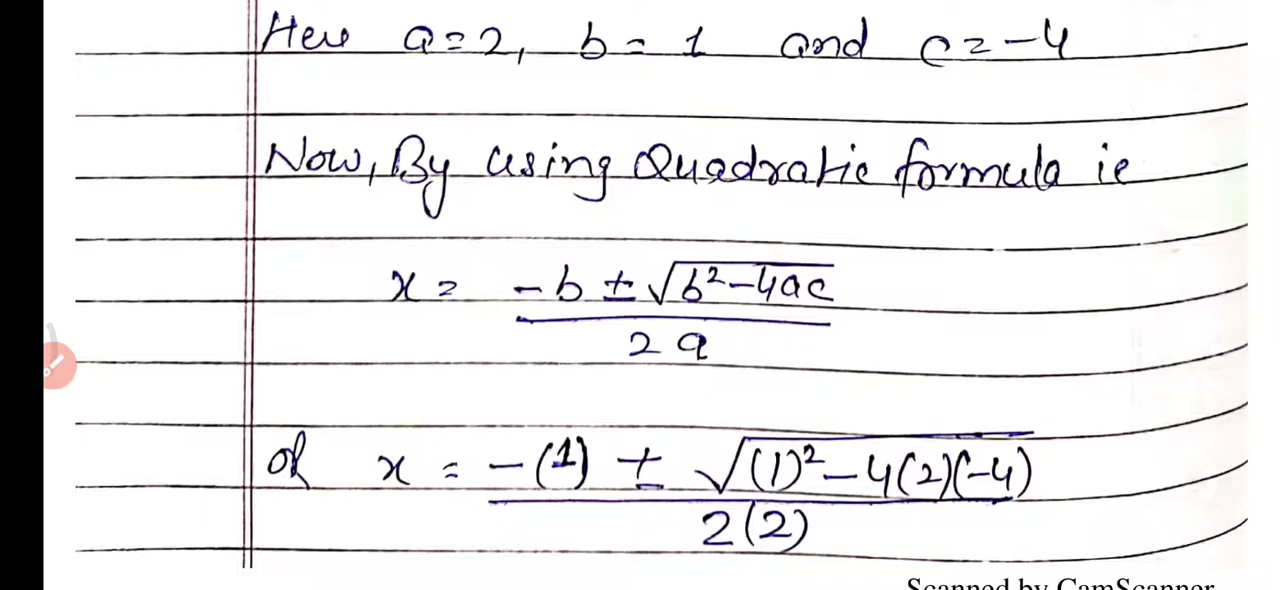 Here a=2, b=1 and c=-4
Now, By using Quadratic formula ie
x = -b ± √b²-4ac
2a
or x = -(1) ± √(1)²-4(2)(-4)
2(2)
Scanned by CamScanner